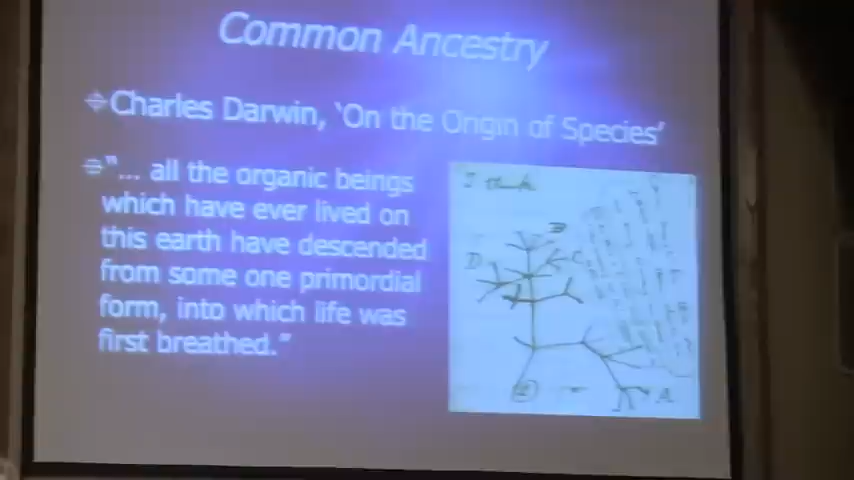 Common Ancestry
Charles Darwin, 'On the Origin of Species'
"... all the organic beings
which have ever lived on
this earth have descended
from some one primordial
form, into which life was
first breathed."
I think
B
D
C
A
1